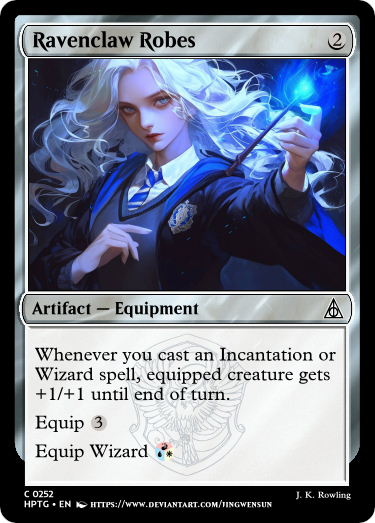 Ravenclaw Robes 2
Artifact — Equipment
Whenever you cast an Incantation or
Wizard spell, equipped creature gets
+1/+1 until end of turn.
Equip 3
Equip Wizard
C 0252 J. K. Rowling
HPTG • EN HTTPS://WWW.DEVIANTART.COM/JINGWENSUN